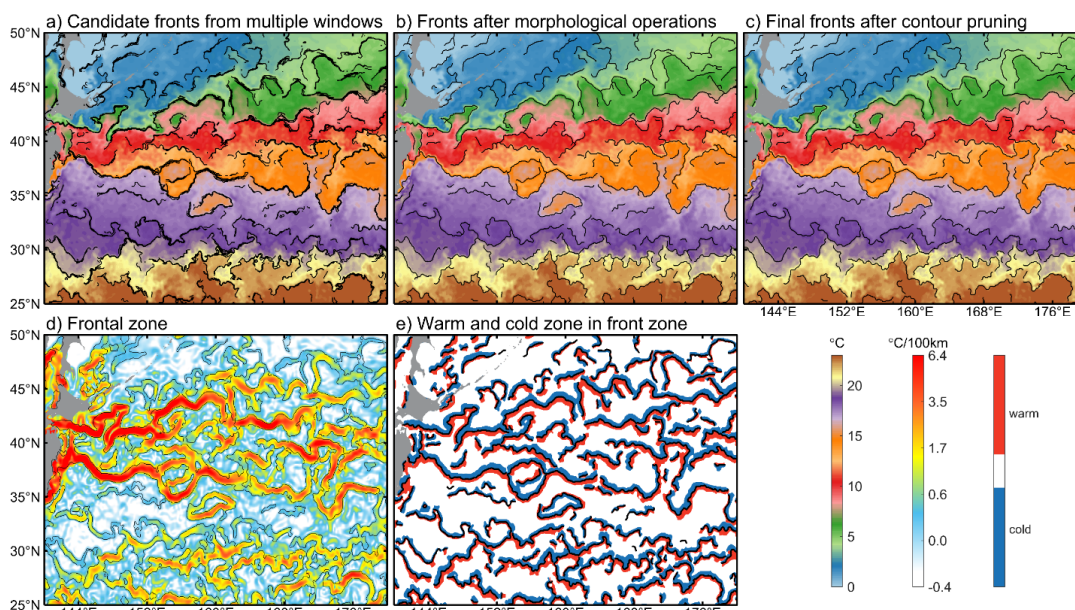 a) Candidate fronts from multiple windows
b) Fronts after morphological operations
c) Final fronts after contour pruning
50°N
45°N
40°N
35°N
30°N
25°N
144°E 152°E 160°E 168°E 176°E
d) Frontal zone
e) Warm and cold zone in front zone
50°N
45°N
40°N
35°N
30°N
25°N
°C
20
15
10
5
0
°C/100km
6.4
3.5
1.7
0.6
0.0
-0.4
warm
cold